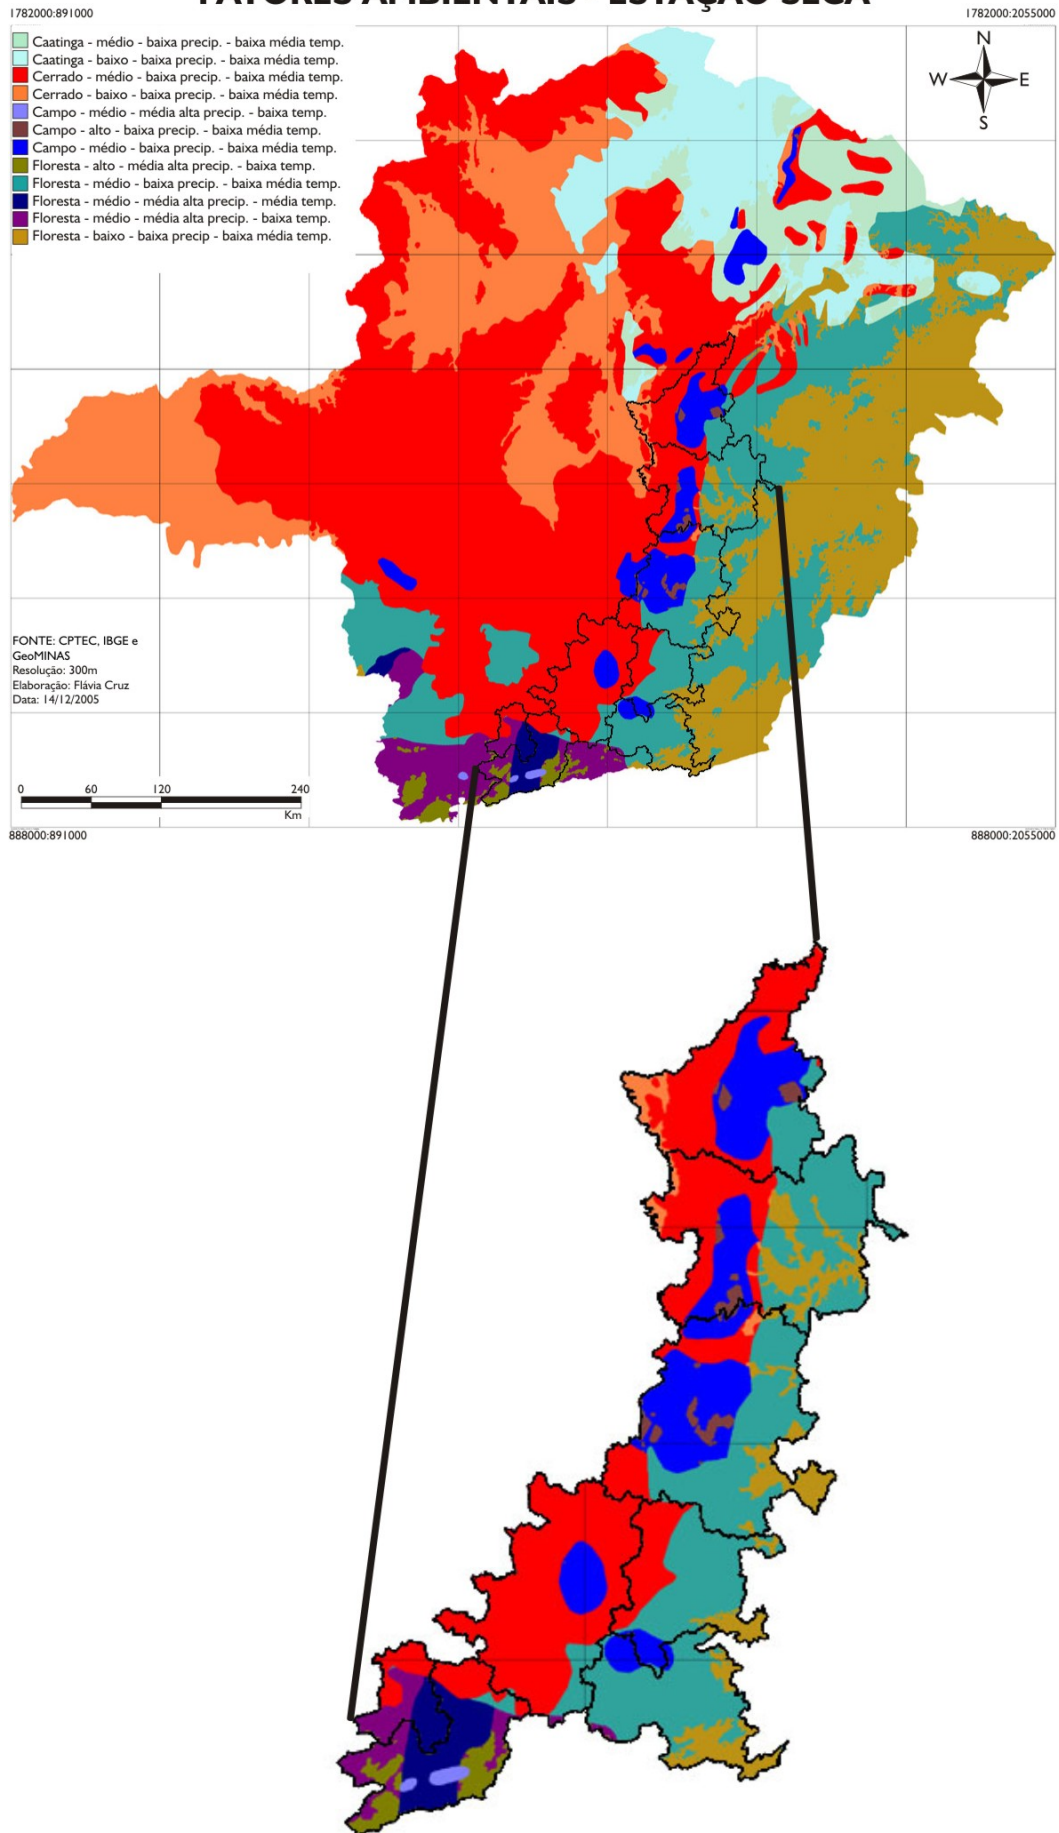 FATORES AMBIENTAIS - ESTAÇÃO SECA
1782000:891000
1782000:2055000
Caatinga - médio - baixa precip. - baixa média temp.
Caatinga - baixo - baixa precip. - baixa média temp.
Cerrado - médio - baixa precip. - baixa média temp.
Cerrado - baixo - baixa precip. - baixa média temp.
Campo - médio - média alta precip. - baixa temp.
Campo - alto - baixa precip. - baixa média temp.
Campo - médio - baixa precip. - baixa média temp.
Floresta - alto - média alta precip. - baixa temp.
Floresta - médio - baixa precip. - baixa média temp.
Floresta - médio - média alta precip. - média temp.
Floresta - médio - média alta precip. - baixa temp.
Floresta - baixo - baixa precip - baixa média temp.
N
W
E
S
FONTE: CPTEC, IBGE e
GeoMINAS
Resolução: 300m
Elaboração: Flávia Cruz
Data: 14/12/2005
0 60 120 240
Km
888000:891000
888000:2055000